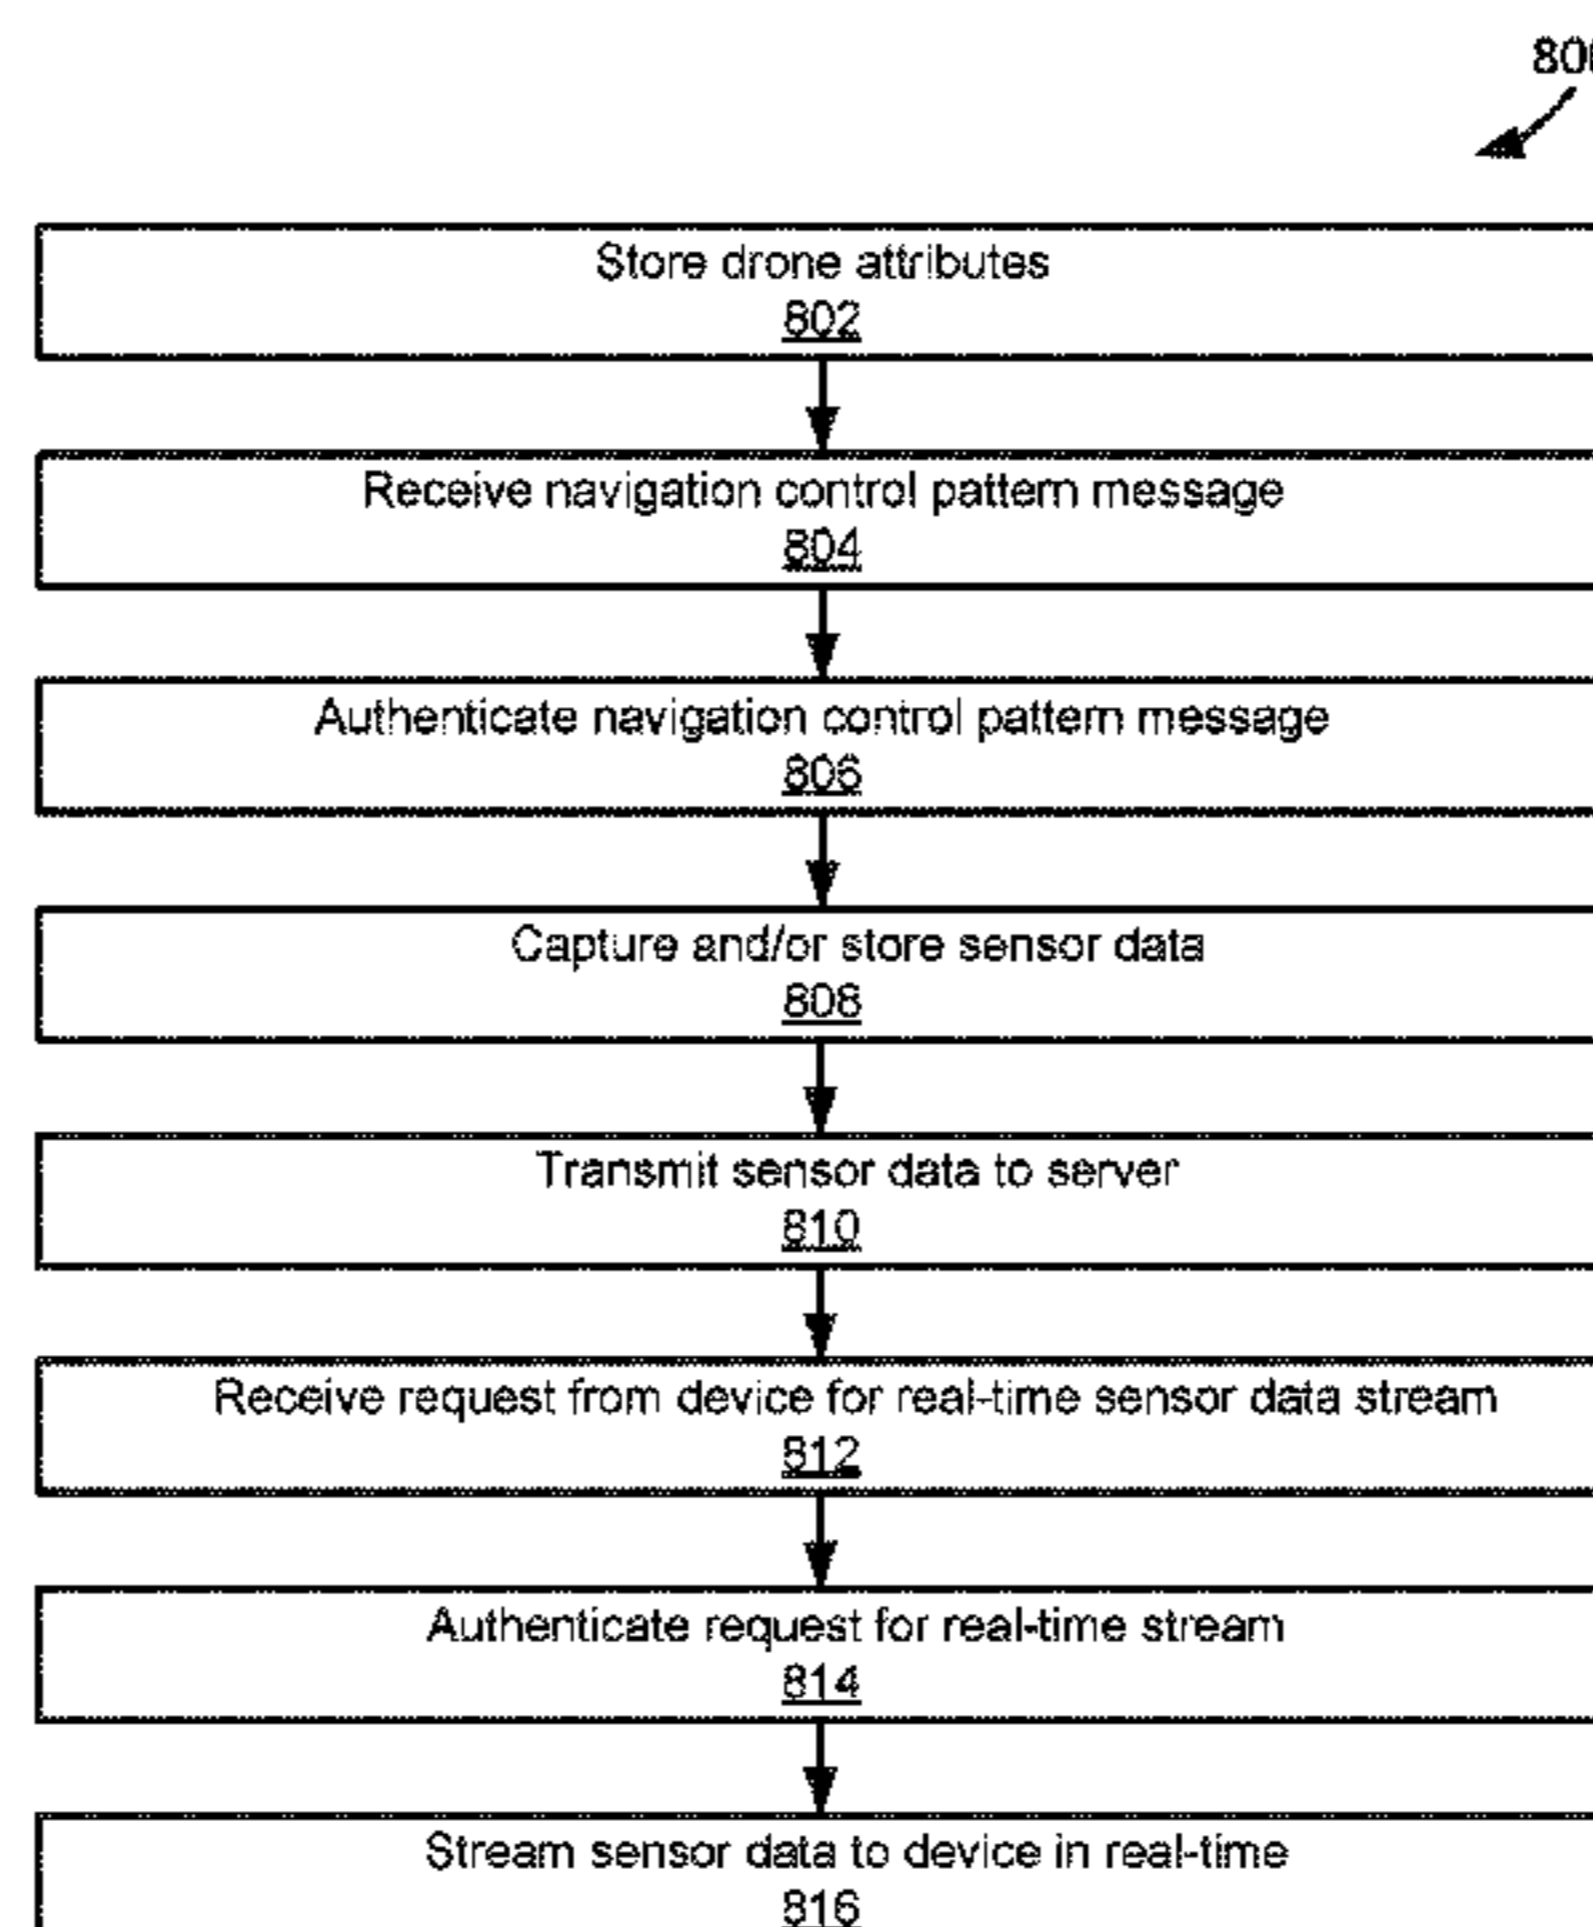 800
Store drone attributes
802
Receive navigation control pattern message
804
Authenticate navigation control pattern message
806
Capture and/or store sensor data
808
Transmit sensor data to server
810
Receive request from device for real-time sensor data stream
812
Authenticate request for real-time stream
814
Stream sensor data to device in real-time
816